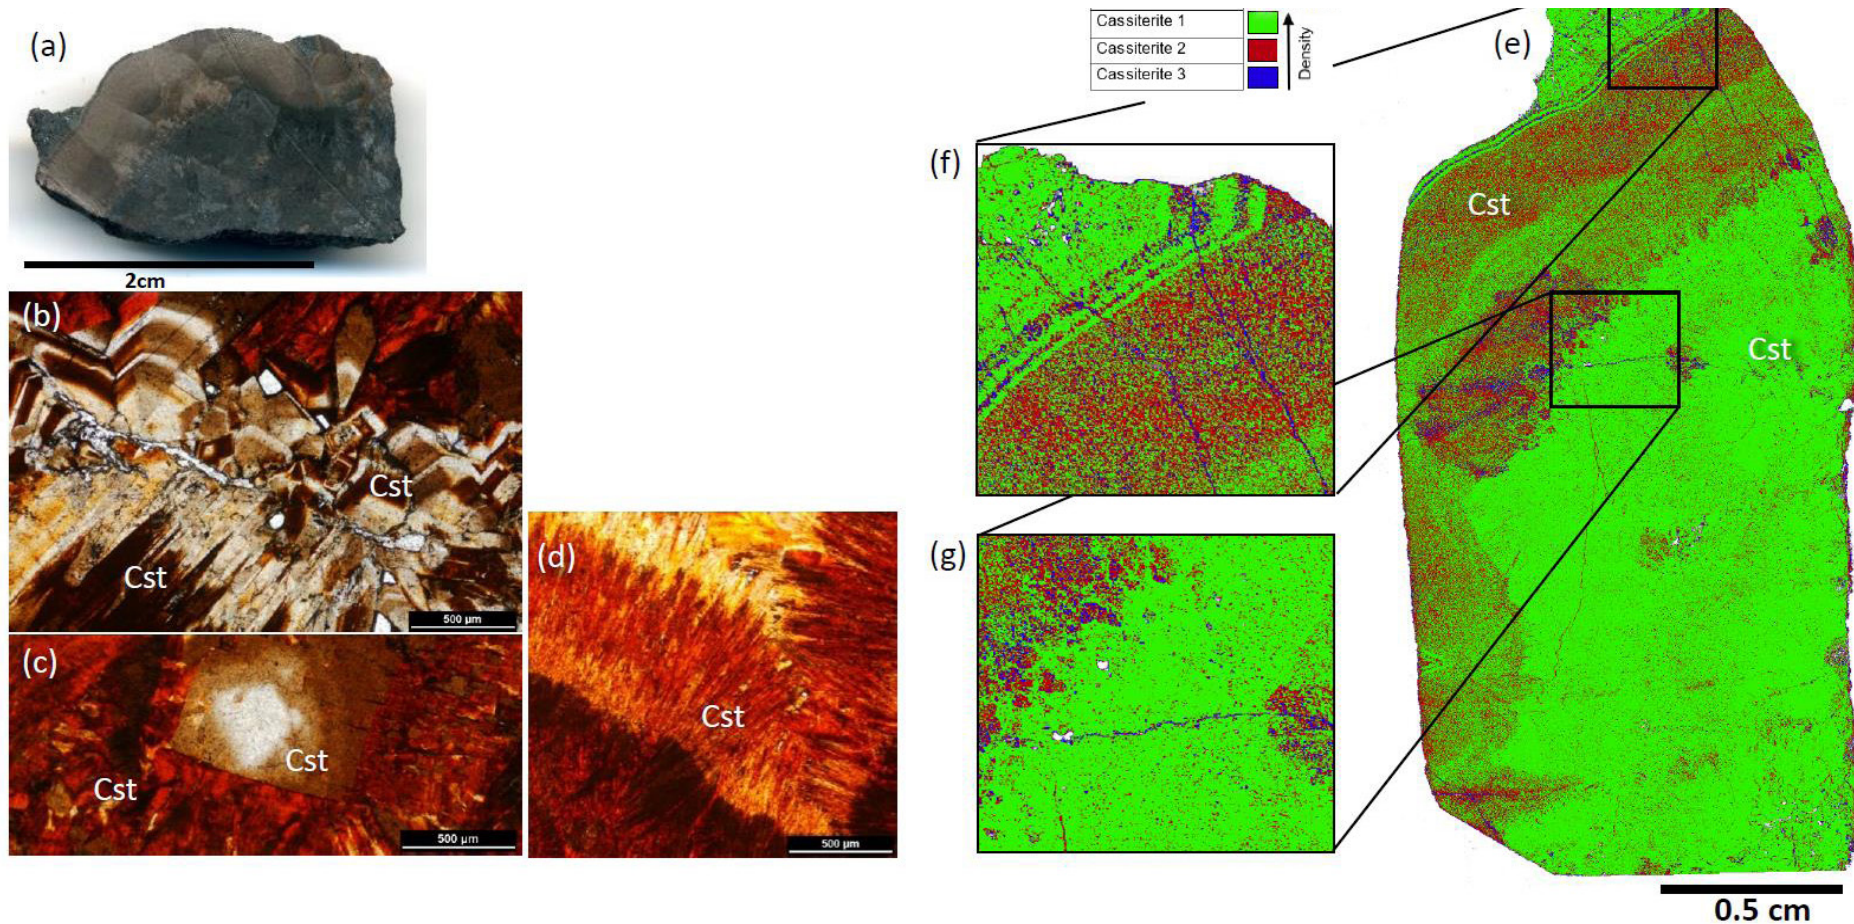 (a)
2cm
(b)
Cst
Cst
500 µm
(c)
Cst
Cst
500 µm
(d)
Cst
500 µm
Cassiterite 1
Cassiterite 2
Cassiterite 3
Density
(e)
Cst
Cst
0.5 cm
(f)
(g)